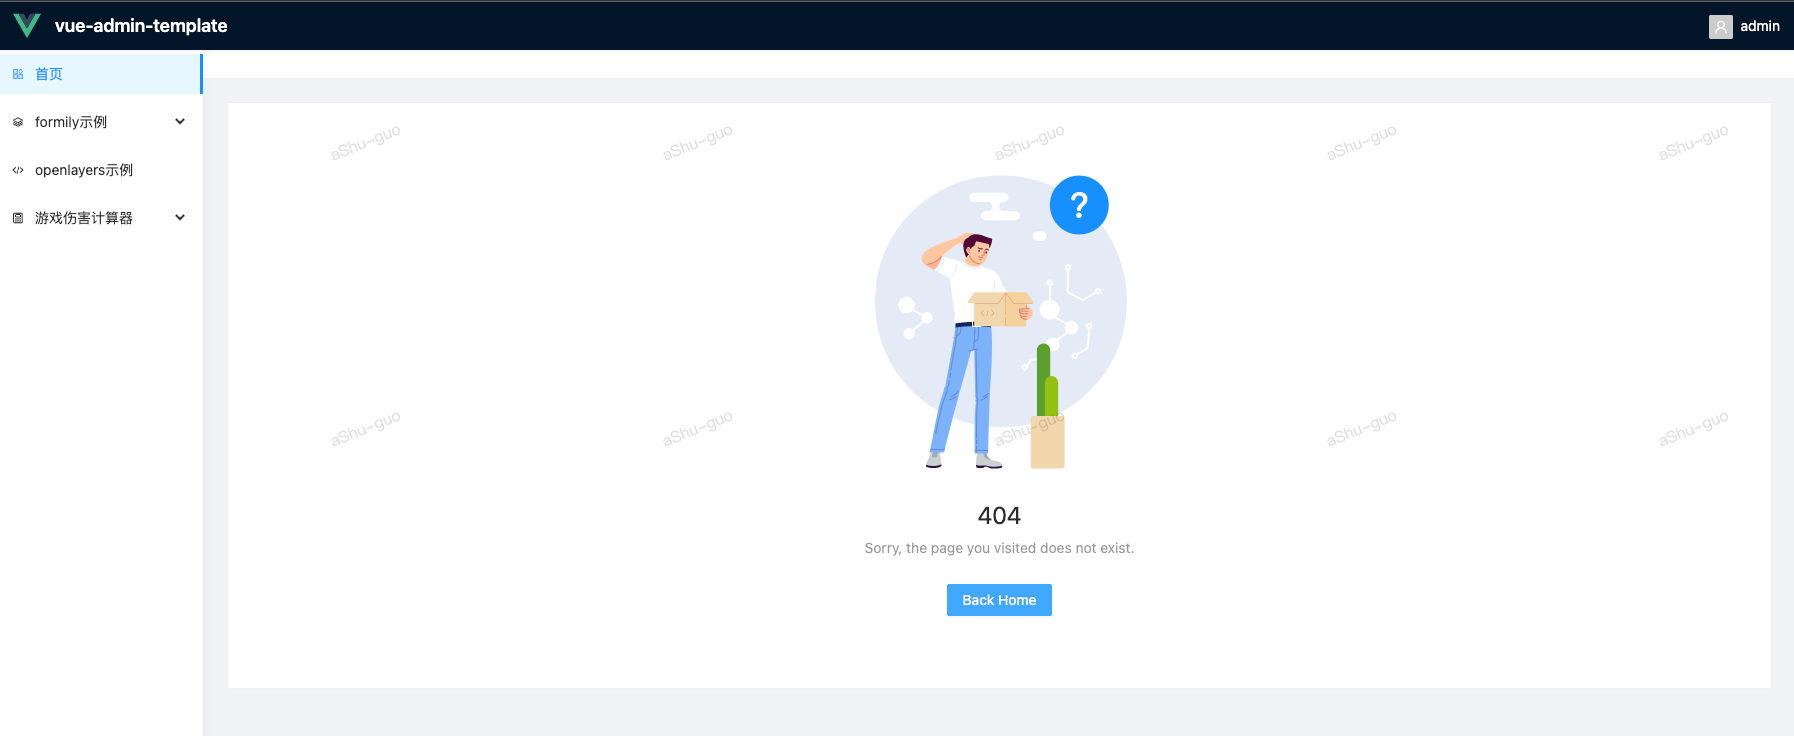 vue-admin-template
admin
首页
formily示例
openlayers示例
游戏伤害计算器
aShu-guo aShu-guo aShu-guo aShu-guo aShu-guo
?
</>
aShu-guo aShu-guo aShu-guo aShu-guo aShu-guo
404
Sorry, the page you visited does not exist.
Back Home